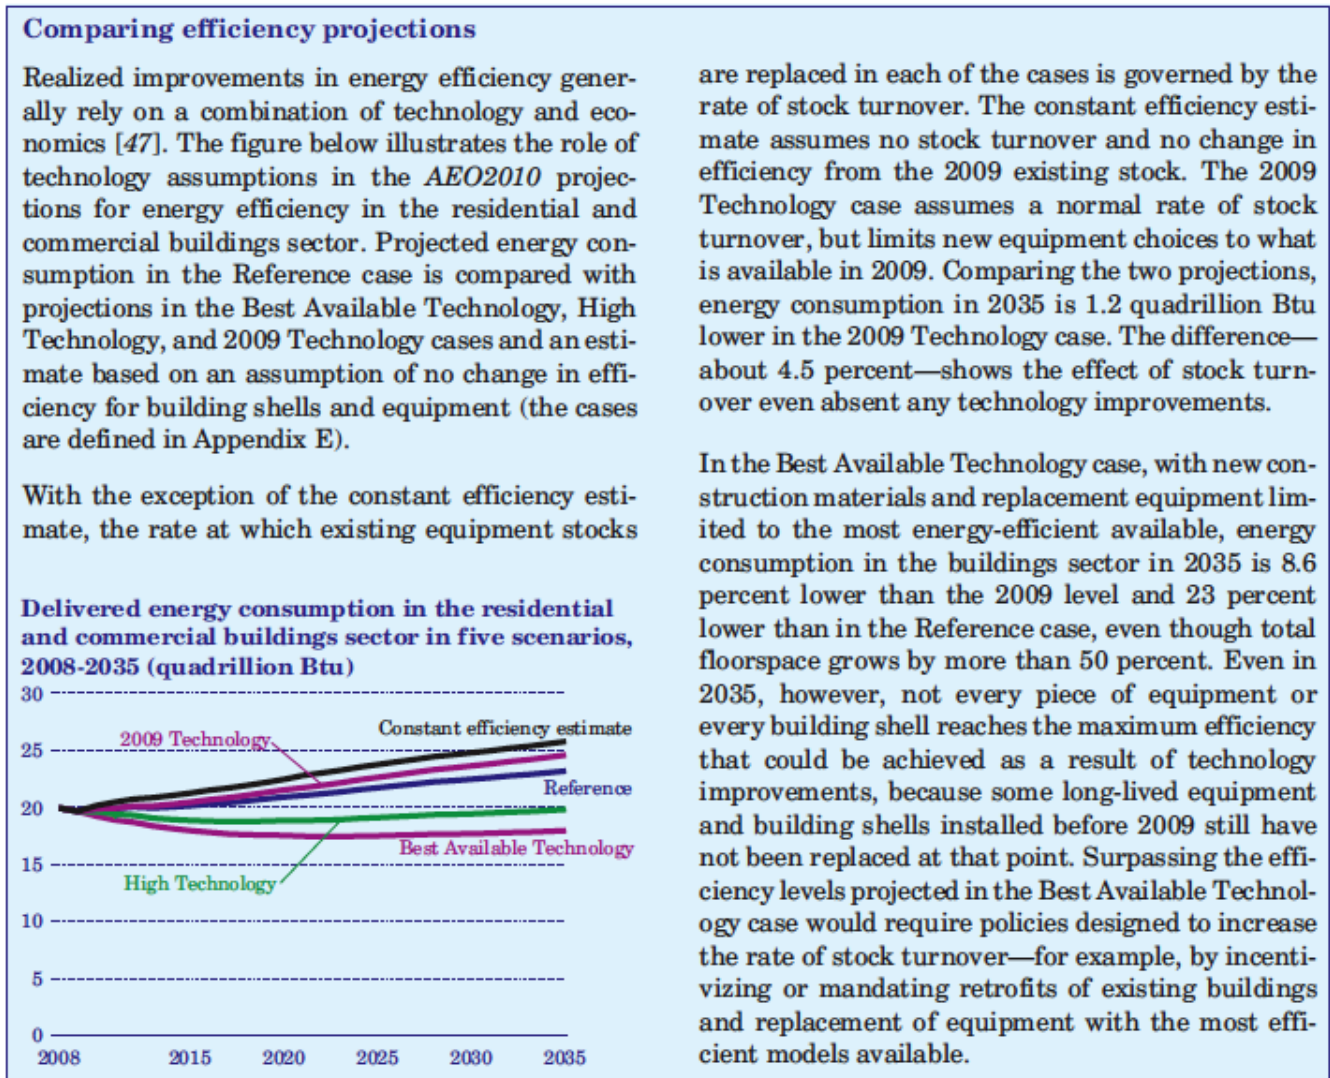 Comparing efficiency projections
Realized improvements in energy efficiency gener-
ally rely on a combination of technology and eco-
nomics [47]. The figure below illustrates the role of
technology assumptions in the AEO2010 projec-
tions for energy efficiency in the residential and
commercial buildings sector. Projected energy con-
sumption in the Reference case is compared with
projections in the Best Available Technology, High
Technology, and 2009 Technology cases and an esti-
mate based on an assumption of no change in effi-
ciency for building shells and equipment (the cases
are defined in Appendix E).
With the exception of the constant efficiency esti-
mate, the rate at which existing equipment stocks
are replaced in each of the cases is governed by the
rate of stock turnover. The constant efficiency esti-
mate assumes no stock turnover and no change in
efficiency from the 2009 existing stock. The 2009
Technology case assumes a normal rate of stock
turnover, but limits new equipment choices to what
is available in 2009. Comparing the two projections,
energy consumption in 2035 is 1.2 quadrillion Btu
lower in the 2009 Technology case. The difference—
about 4.5 percent—shows the effect of stock turn-
over even absent any technology improvements.
In the Best Available Technology case, with new con-
struction materials and replacement equipment lim-
ited to the most energy-efficient available, energy
consumption in the buildings sector in 2035 is 8.6
percent lower than the 2009 level and 23 percent
lower than in the Reference case, even though total
floorspace grows by more than 50 percent. Even in
2035, however, not every piece of equipment or
every building shell reaches the maximum efficiency
that could be achieved as a result of technology
improvements, because some long-lived equipment
and building shells installed before 2009 still have
not been replaced at that point. Surpassing the effi-
ciency levels projected in the Best Available Technol-
ogy case would require policies designed to increase
the rate of stock turnover—for example, by incenti-
vizing or mandating retrofits of existing buildings
and replacement of equipment with the most effi-
cient models available.
Delivered energy consumption in the residential
and commercial buildings sector in five scenarios,
2008-2035 (quadrillion Btu)
30
Constant efficiency estimate
2009 Technology
25
Reference
20
Best Available Technology
15
High Technology
10
5
0
2008 2015 2020 2025 2030 2035